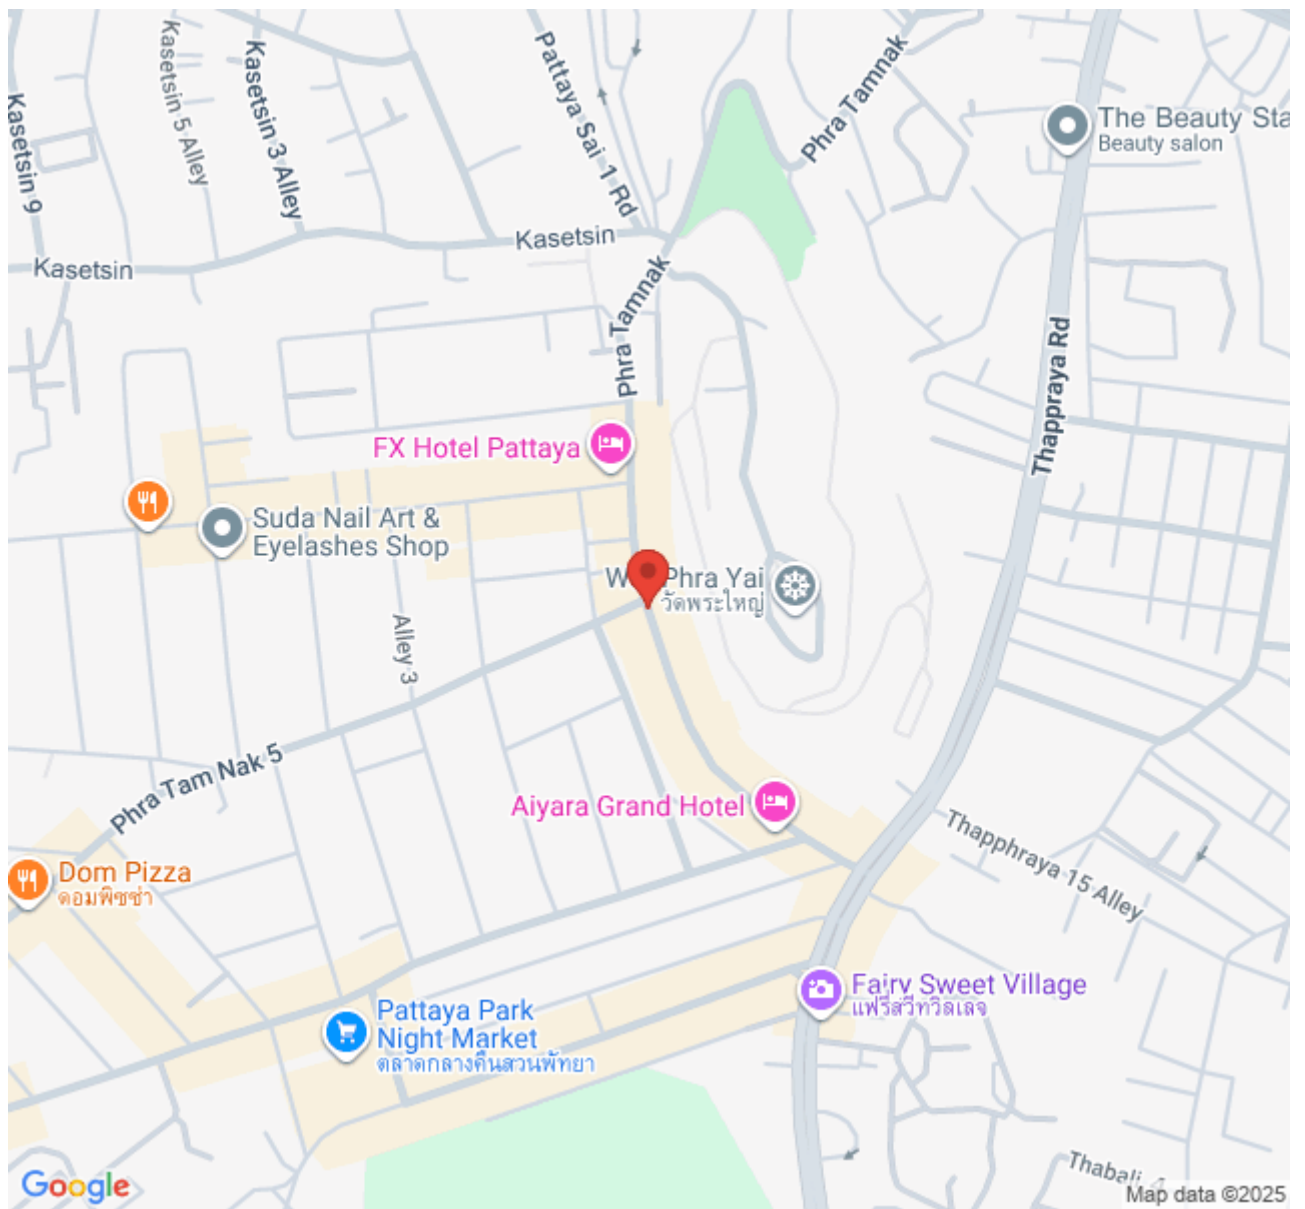 Kasetsin 9
Kasetsin 5 Alley
Kasetsin 3 Alley
Pattaya Sai 1 Rd
Phra Tamnak
The Beauty Sta
Beauty salon
Kasetsin
Kasetsin
Phra Tamnak
Thappraya Rd
FX Hotel Pattaya
Suda Nail Art &
Eyelashes Shop
Phra Yai
วัดพระใหญ่
Alley 3
Phra Tam Nak 5
Aiyara Grand Hotel
Thapphraya 15 Alley
Dom Pizza
ดอมพิซซ่า
Fairy Sweet Village
แฟรี่สวีทวิลเลจ
Pattaya Park
Night Market
ตลาดกลางคืนสวนพัทยา
Thabali
Google
Map data ©2025